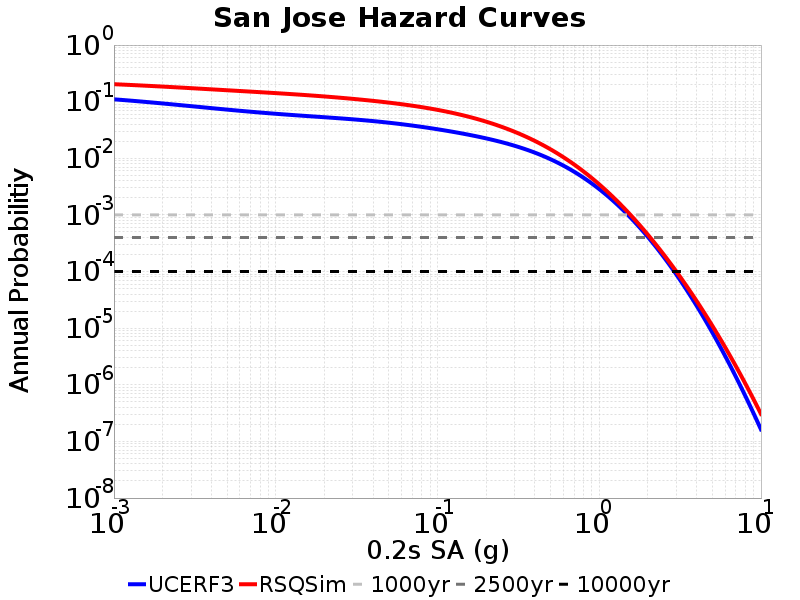 San Jose Hazard Curves
10^0
10^-1
10^-2
10^-3
10^-4
10^-5
10^-6
10^-7
10^-8
Annual Probabilitiy
10^-3 10^-2 10^-1 10^0 10^1
0.2s SA (g)
UCERF3 RSQSim 1000yr 2500yr 10000yr